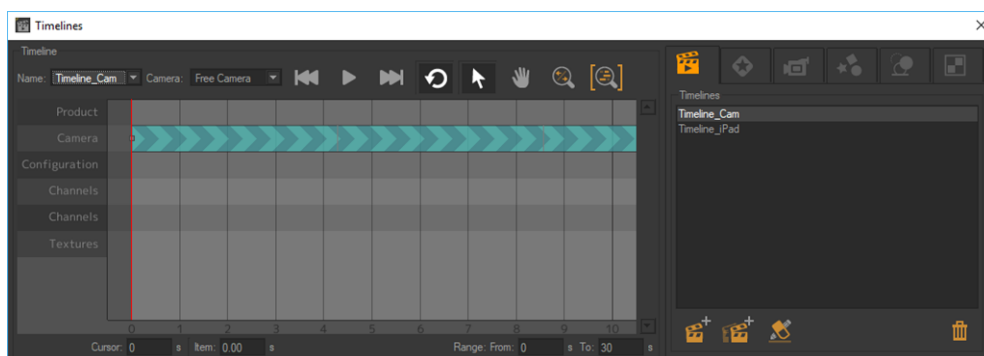 Timelines
Timeline
Name: Timeline_Cam Camera: Free Camera
Product
Camera
Configuration
Channels
Channels
Textures
0 1 2 3 4 5 6 7 8 9 10
Cursor: 0 s Item: 0.00 s Range: From: 0 s To: 30 s
Timelines
Timeline_Cam
Timeline_iPad